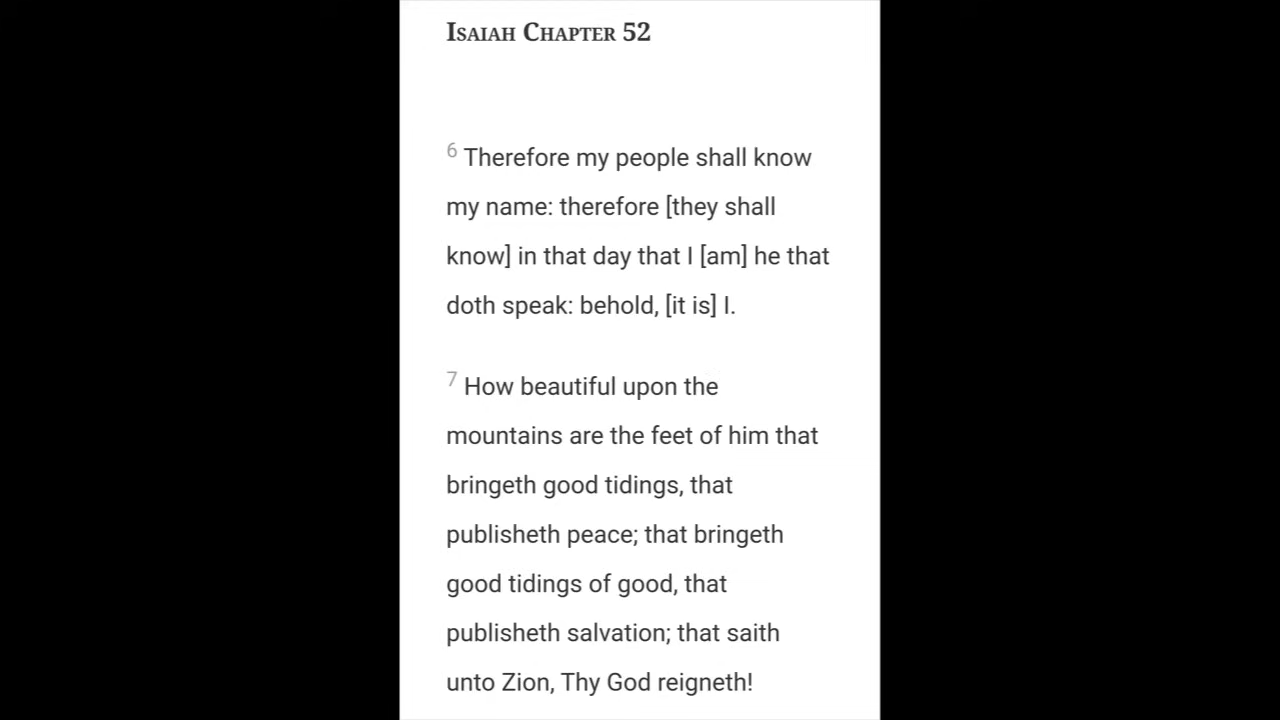 Isaiah Chapter 52
6 Therefore my people shall know
my name: therefore [they shall
know] in that day that I [am] he that
doth speak: behold, [it is] I.
7 How beautiful upon the
mountains are the feet of him that
bringeth good tidings, that
publisheth peace; that bringeth
good tidings of good, that
publisheth salvation; that saith
unto Zion, Thy God reigneth!